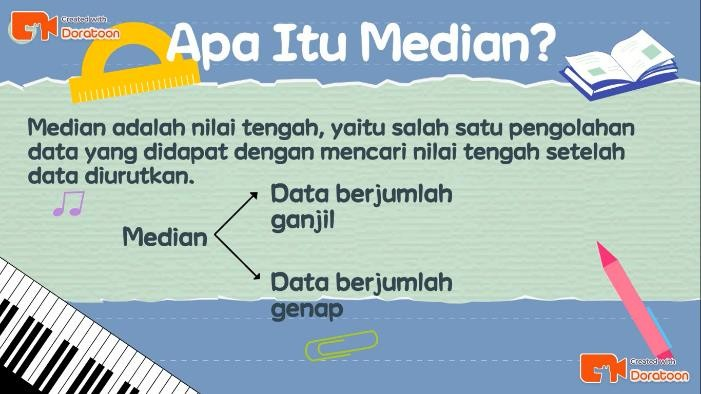 Created with
Doratoon
Apa Itu Median?
Median adalah nilai tengah, yaitu salah satu pengolahan
data yang didapat dengan mencari nilai tengah setelah
data diurutkan.
Data berjumlah
ganjil
Median
Data berjumlah
genap
Created with
Doratoon